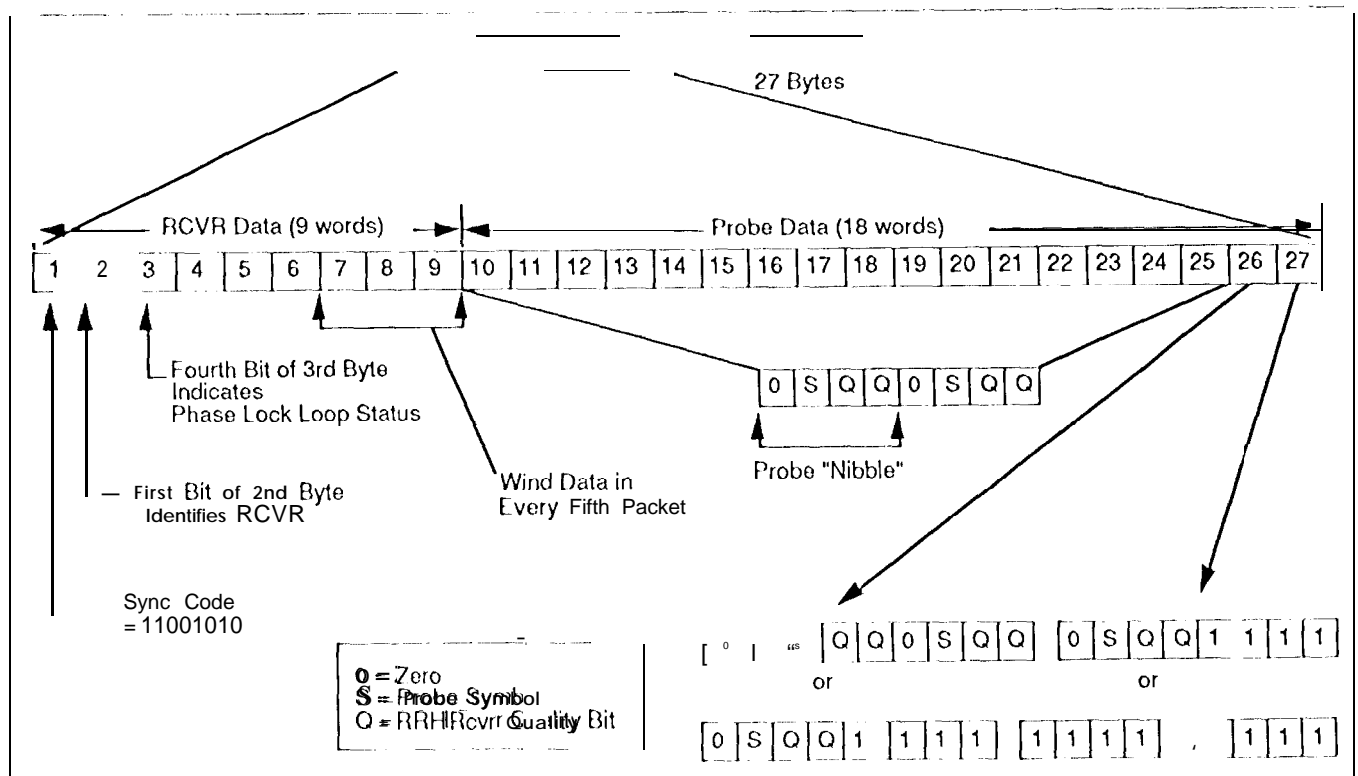 27 Bytes
RCVR Data (9 words)
Probe Data (18 words)
1 2 3 4 5 6 7 8 9 10 11 12 13 14 15 16 17 18 19 20 21 22 23 24 25 26 27
Fourth Bit of 3rd Byte
Indicates
Phase Lock Loop Status
0 S Q Q 0 S Q Q
Probe "Nibble"
Wind Data in
Every Fifth Packet
First Bit of 2nd Byte
Identifies RCVR
Sync Code
= 11001010
0 = Zero
S = Probe Symbol
Q = RRH Rcvr Quality Bit
Q Q 0 S Q Q 0 S Q Q 1 1 1 1
or or
0 S Q Q 1 1 1 1 1 1 1 1 1 1 1